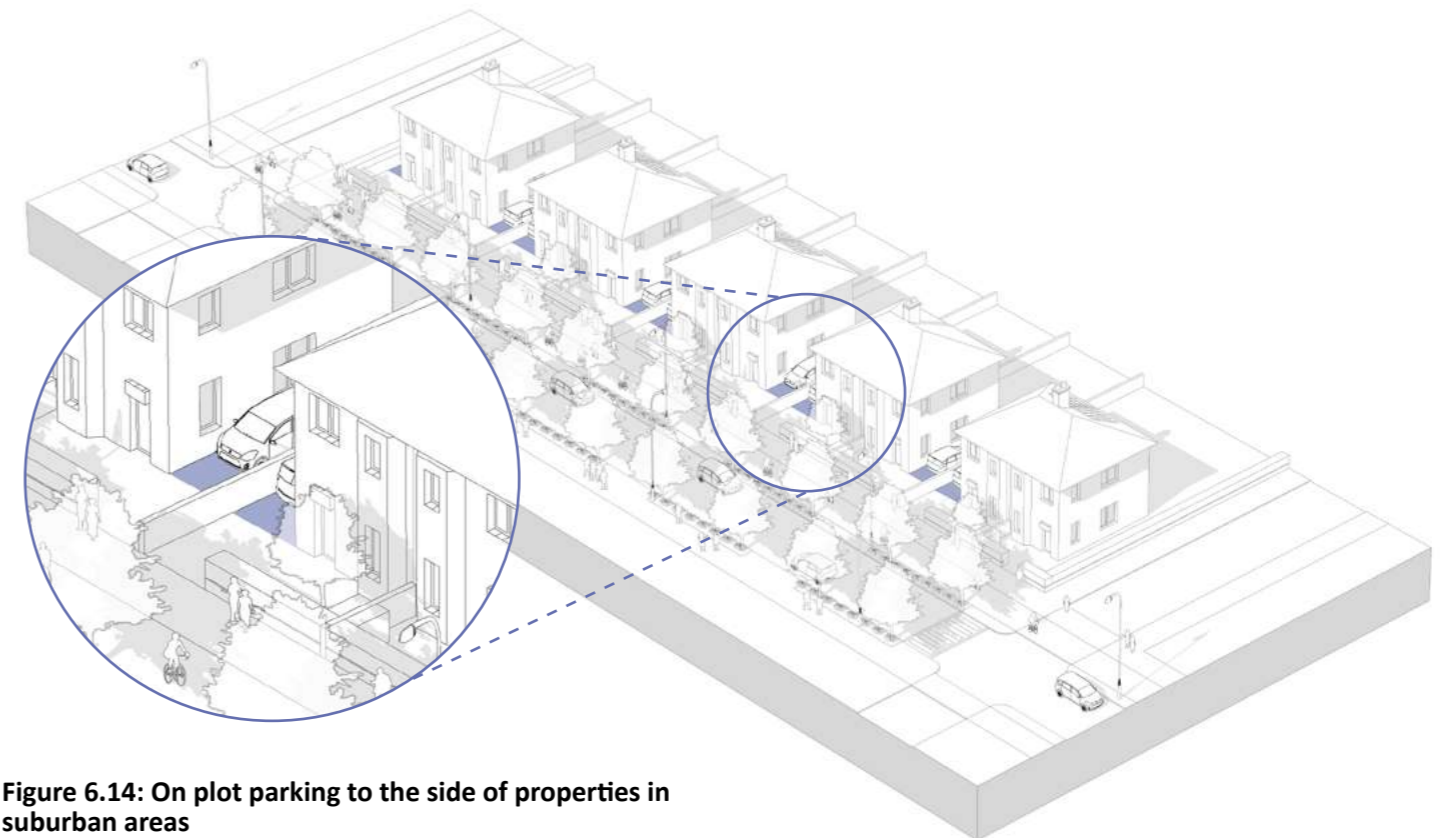 Figure 6.14: On plot parking to the side of properties in
suburban areas